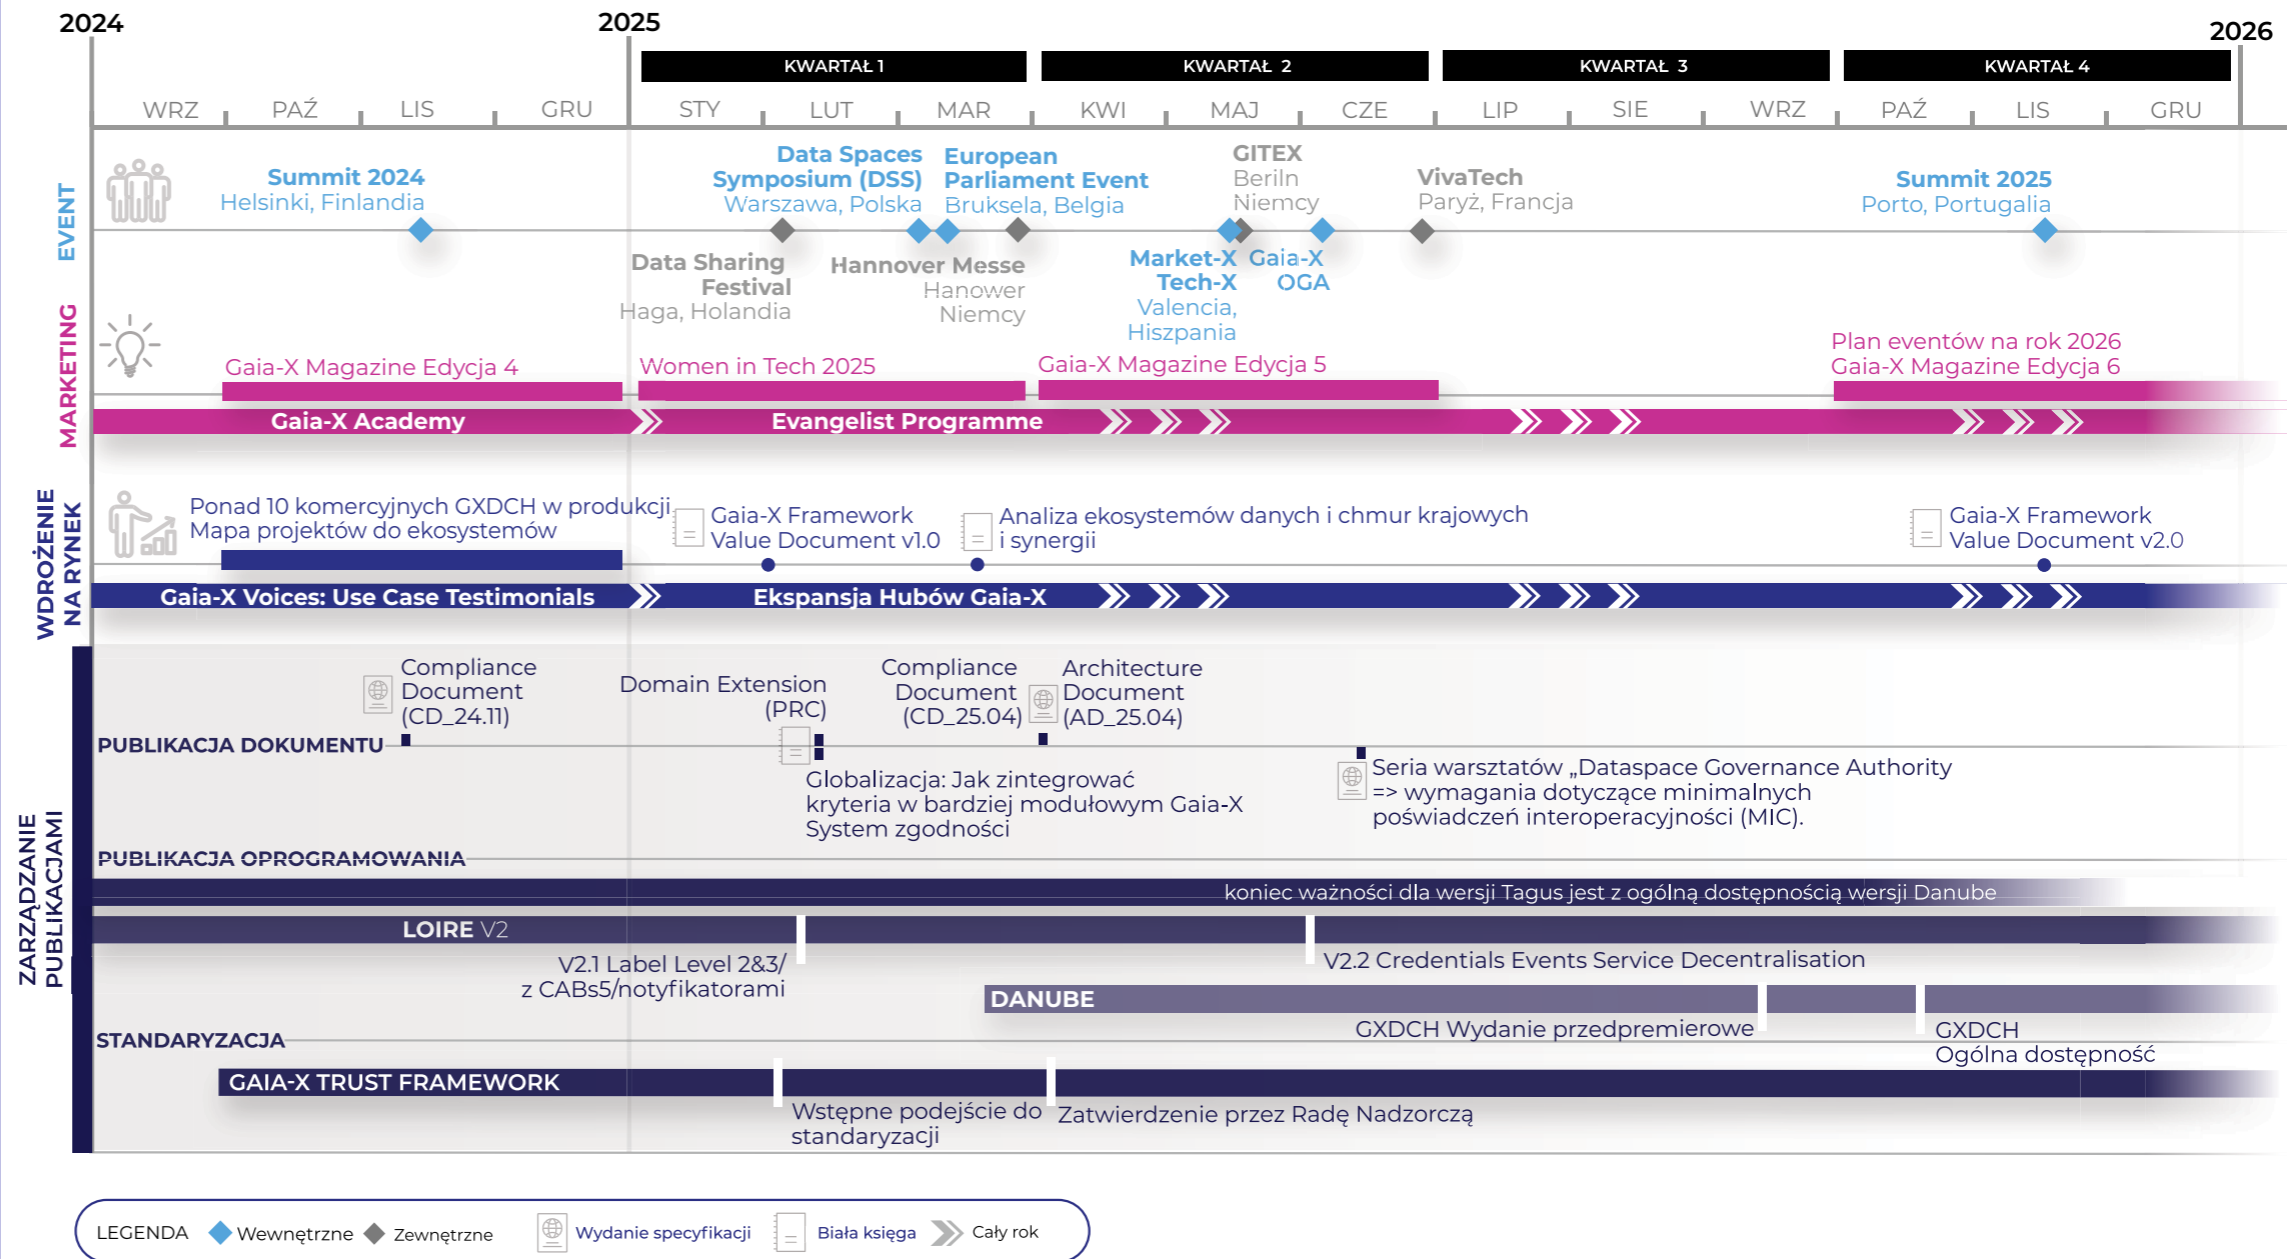 2024
2025
2026
KWARTAŁ 1
KWARTAŁ 2
KWARTAŁ 3
KWARTAŁ 4
WRZ
PAŹ
LIS
GRU
STY
LUT
MAR
KWI
MAJ
CZE
LIP
SIE
WRZ
PAŹ
LIS
GRU
EVENT
Summit 2024
Helsinki, Finlandia
Data Spaces
Symposium (DSS)
Warszawa, Polska
European
Parliament Event
Bruksela, Belgia
GITEX
Beriln
Niemcy
VivaTech
Paryż, Francja
Summit 2025
Porto, Portugalia
Data Sharing
Festival
Haga, Holandia
Hannover Messe
Hanower
Niemcy
Market-X
Tech-X
Valencia,
Hiszpania
Gaia-X
OGA
MARKETING
Gaia-X Magazine Edycja 4
Women in Tech 2025
Gaia-X Magazine Edycja 5
Plan eventów na rok 2026
Gaia-X Magazine Edycja 6
Gaia-X Academy
Evangelist Programme
WDROŻENIE
NA RYNEK
Ponad 10 komercyjnych GXDCH w produkcji
Mapa projektów do ekosystemów
Gaia-X Framework
Value Document v1.0
Analiza ekosystemów danych i chmur krajowych
i synergii
Gaia-X Framework
Value Document v2.0
Gaia-X Voices: Use Case Testimonials
Ekspansja Hubów Gaia-X
ZARZĄDZANIE
PUBLIKACJAMI
Compliance
Document
(CD_24.11)
Domain Extension
(PRC)
Compliance
Document
(CD_25.04)
Architecture
Document
(AD_25.04)
PUBLIKACJA DOKUMENTU
Globalizacja: Jak zintegrować
kryteria w bardziej modułowym Gaia-X
System zgodności
Seria warsztatów „Dataspace Governance Authority
=> wymagania dotyczące minimalnych
poświadczeń interoperacyjności (MIC).
PUBLIKACJA OPROGRAMOWANIA
koniec ważności dla wersji Tagus jest z ogólną dostępnością wersji Danube
LOIRE V2
V2.1 Label Level 2&3/
z CABs5/notyfikatorami
V2.2 Credentials Events Service Decentralisation
DANUBE
GXDCH Wydanie przedpremierowe
GXDCH
Ogólna dostępność
STANDARYZACJA
GAIA-X TRUST FRAMEWORK
Wstępne podejście do
standaryzacji
Zatwierdzenie przez Radę Nadzorczą
LEGENDA
Wewnętrzne
Zewnętrzne
Wydanie specyfikacji
Biała księga
Cały rok